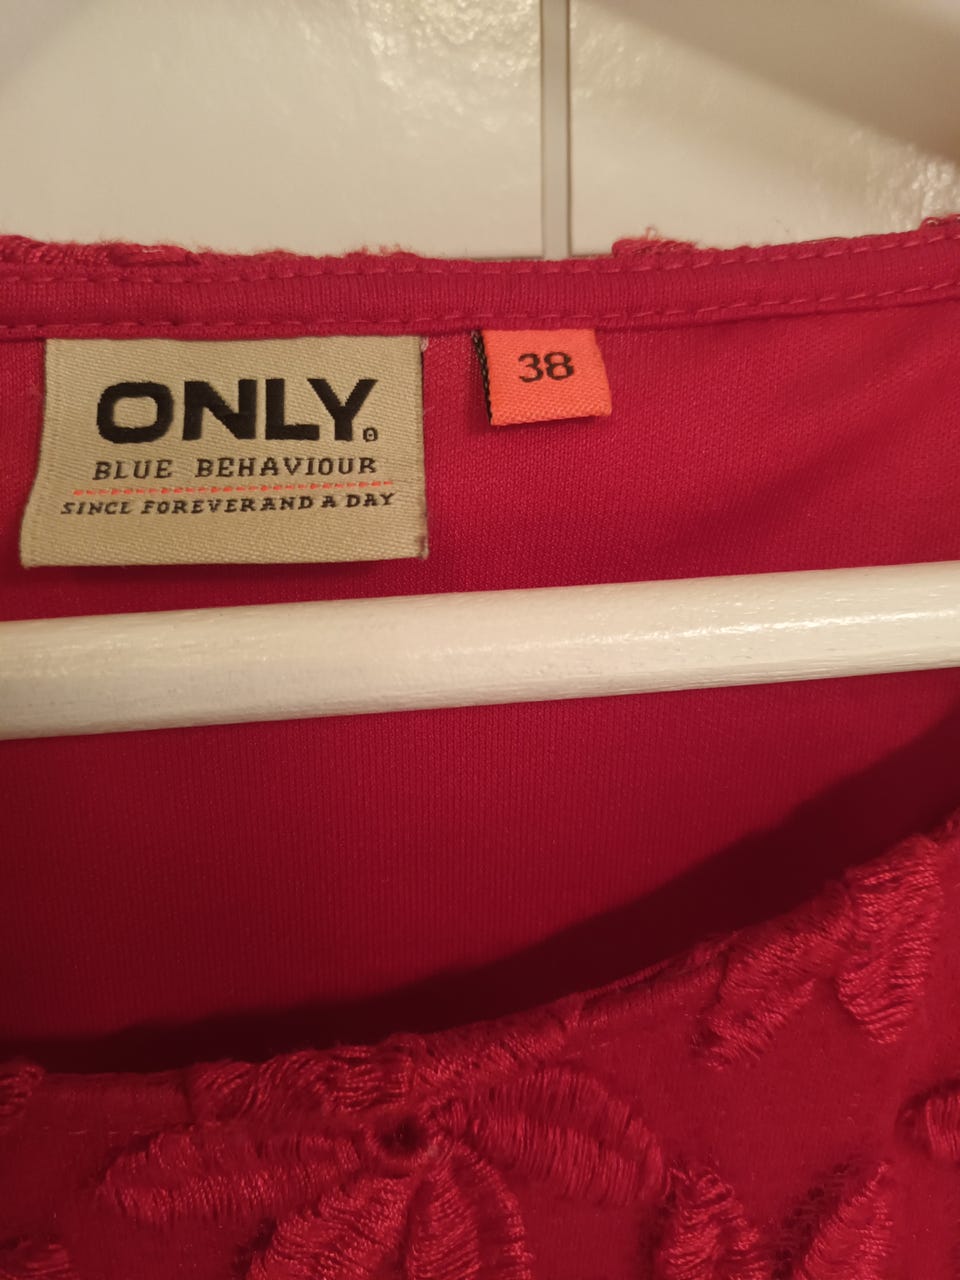 ONLY
BLUE BEHAVIOUR
SINCE FOREVER AND A DAY
38